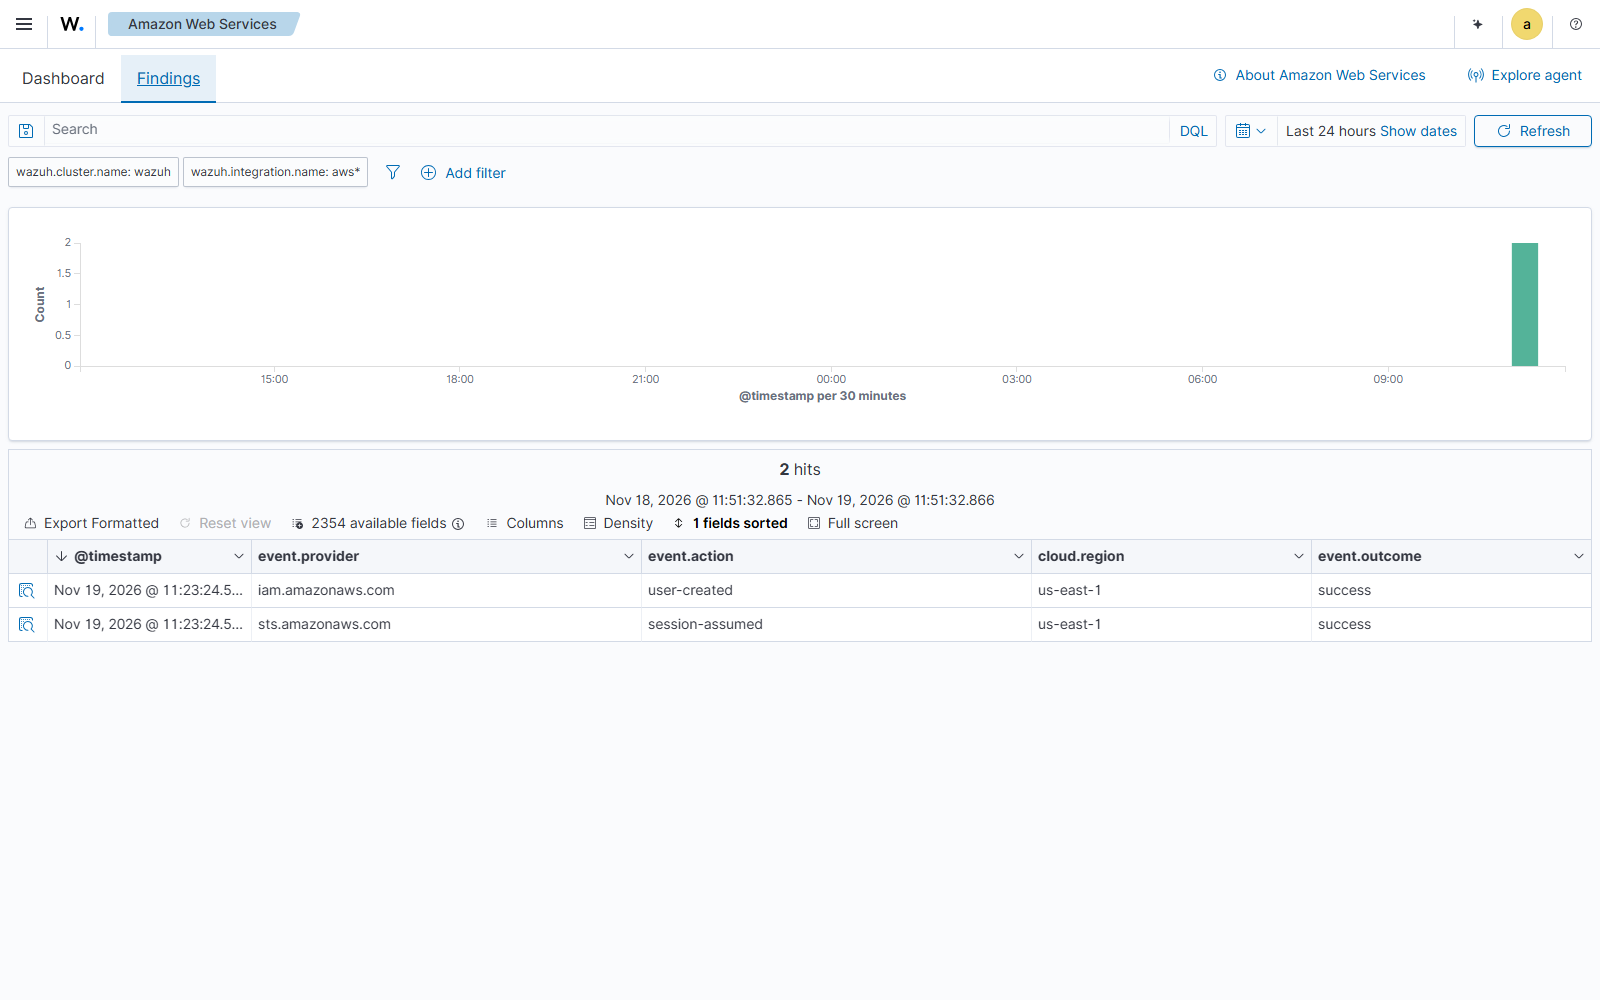 W. Amazon Web Services a
Dashboard Findings About Amazon Web Services Explore agent
Search DQL Last 24 hours Show dates Refresh
wazuh.cluster.name: wazuh wazuh.integration.name: aws* Add filter
2
1.5
1
0.5
0
Count
15:00 18:00 21:00 00:00 03:00 06:00 09:00
@timestamp per 30 minutes
2 hits
Nov 18, 2026 @ 11:51:32.865 - Nov 19, 2026 @ 11:51:32.866
Export Formatted Reset view 2354 available fields Columns Density 1 fields sorted Full screen
@timestamp event.provider event.action cloud.region event.outcome
Nov 19, 2026 @ 11:23:24.5... iam.amazonaws.com user-created us-east-1 success
Nov 19, 2026 @ 11:23:24.5... sts.amazonaws.com session-assumed us-east-1 success